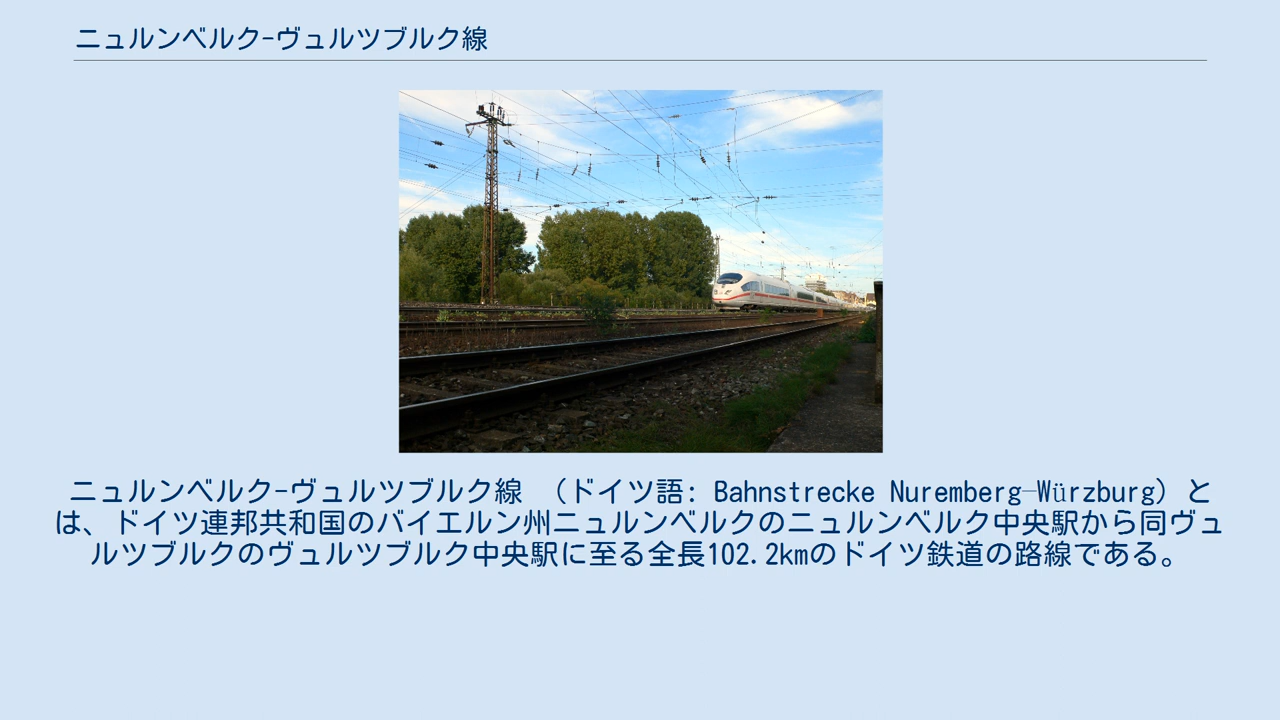 ニュルンベルク-ヴュルツブルク線
ニュルンベルク-ヴュルツブルク線 （ドイツ語: Bahnstrecke Nuremberg–Würzburg）と
は、ドイツ連邦共和国のバイエルン州ニュルンベルクのニュルンベルク中央駅から同ヴュ
ルツブルクのヴュルツブルク中央駅に至る全長102.2kmのドイツ鉄道の路線である。